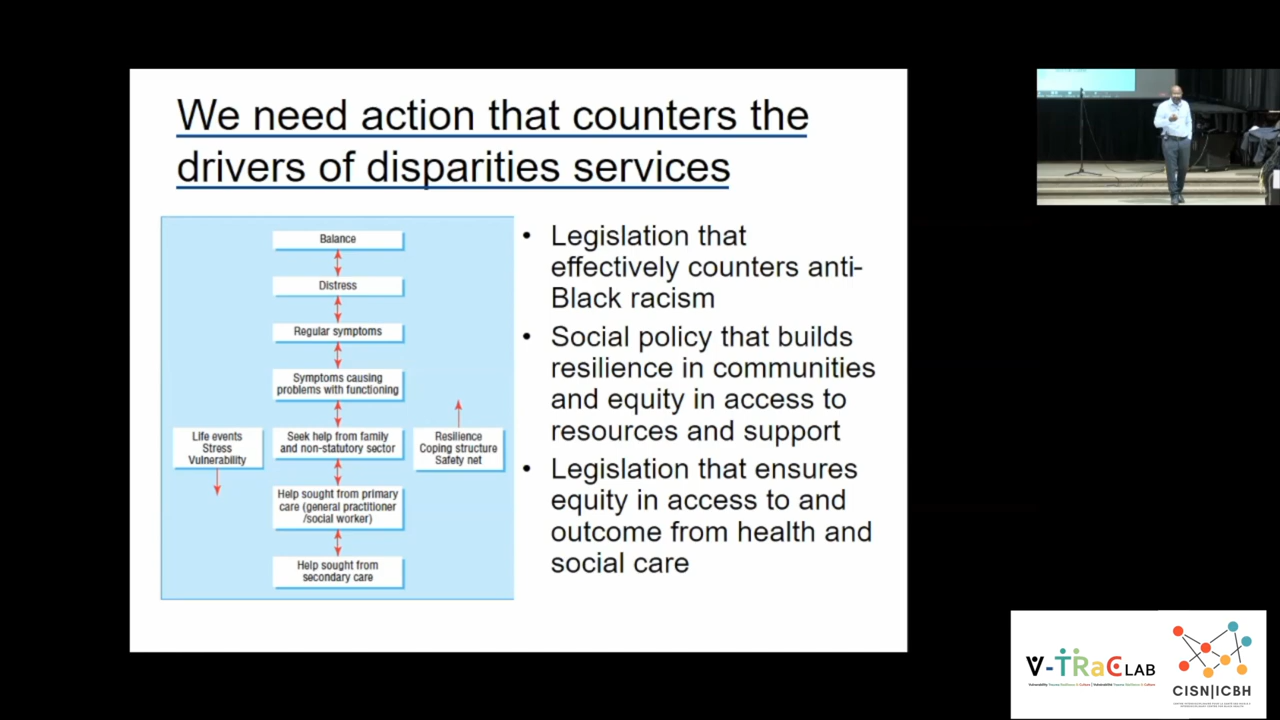 We need action that counters the
drivers of disparities services
Balance
Distress
Regular symptoms
Symptoms causing
problems with functioning
Life events
Stress
Vulnerability
Seek help from family
and non-statutory sector
Resilience
Coping structure
Safety net
Help sought from primary
care (general practitioner
/social worker)
Help sought from
secondary care
• Legislation that
effectively counters anti-
Black racism
• Social policy that builds
resilience in communities
and equity in access to
resources and support
• Legislation that ensures
equity in access to and
outcome from health and
social care
V-TRaC LAB
CISN|ICBH